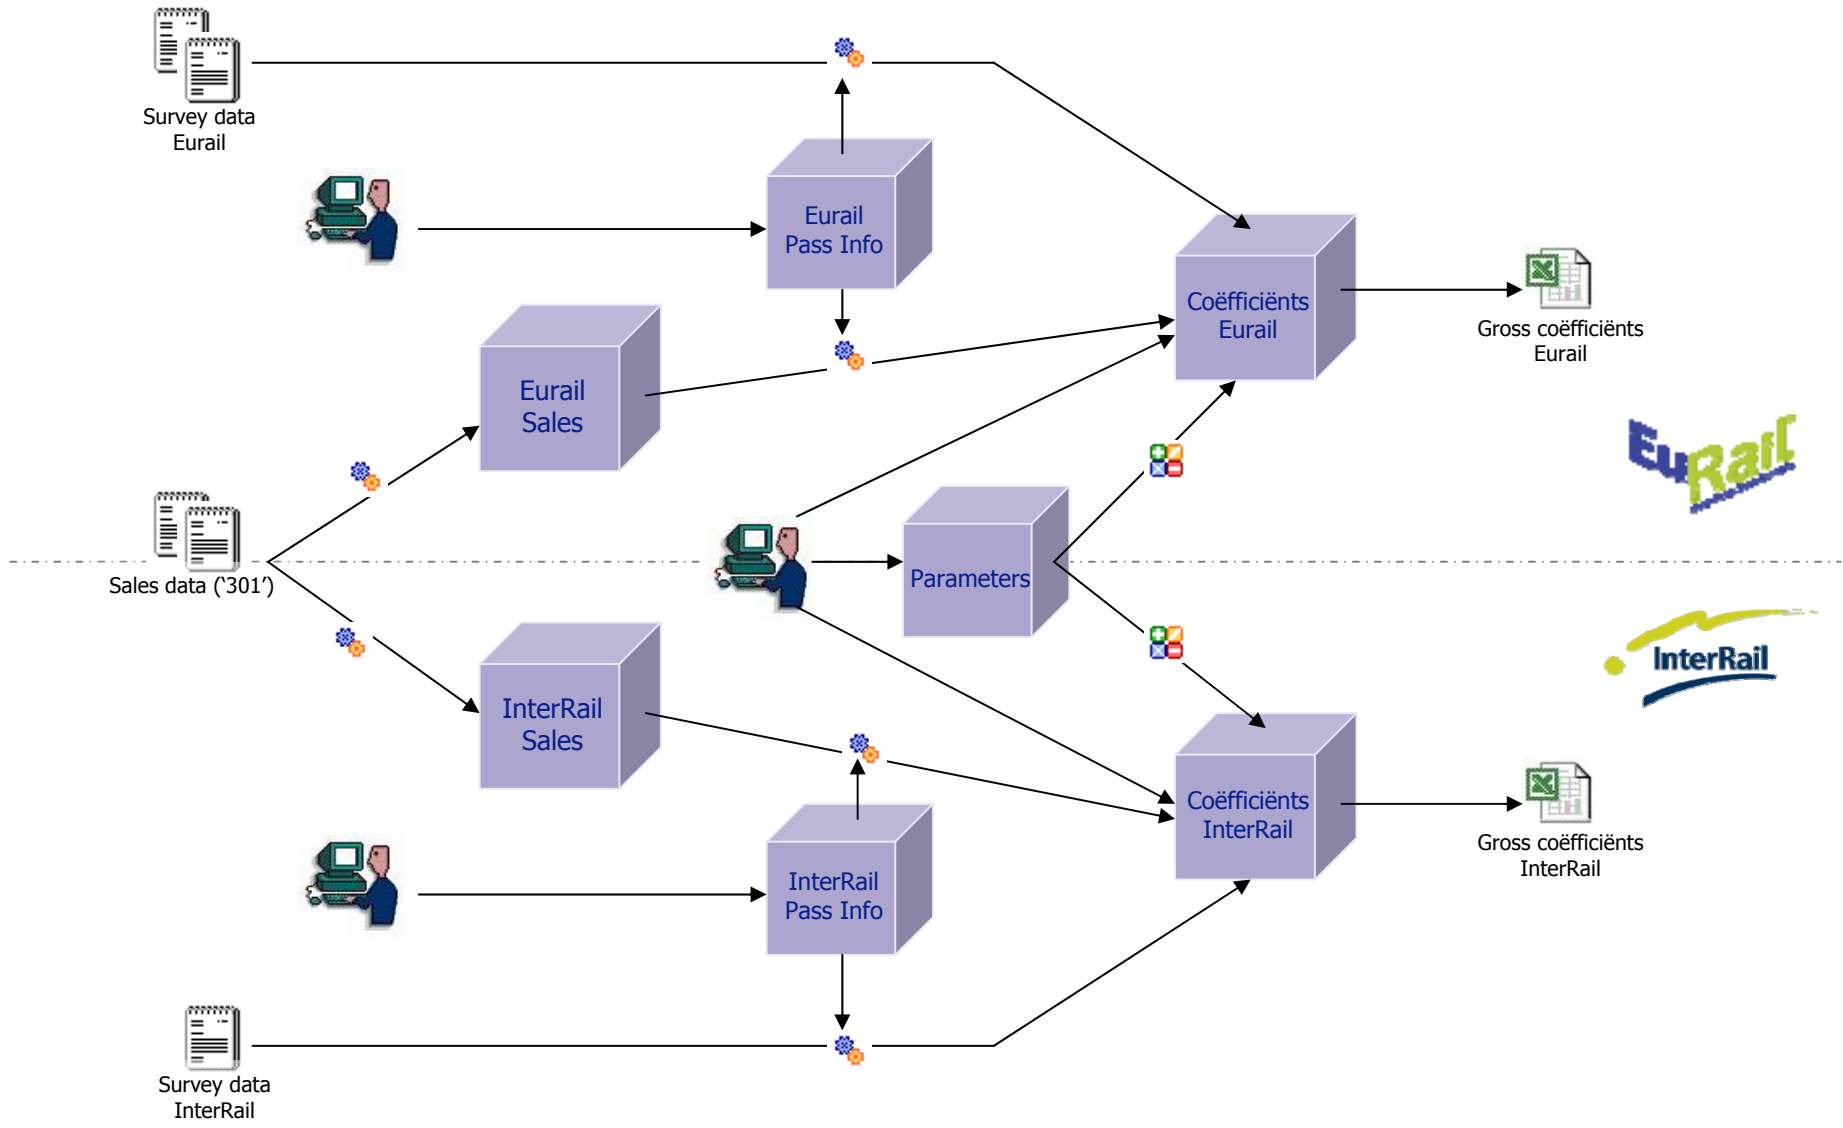 Survey data
Eurail
Eurail
Pass Info
Coëfficiënts
Eurail
Gross coëfficiënts
Eurail
Eurail
Sales
EuRail
Sales data (‘301’)
Parameters
InterRail
InterRail
Sales
Coëfficiënts
InterRail
Gross coëfficiënts
InterRail
InterRail
Pass Info
Survey data
InterRail